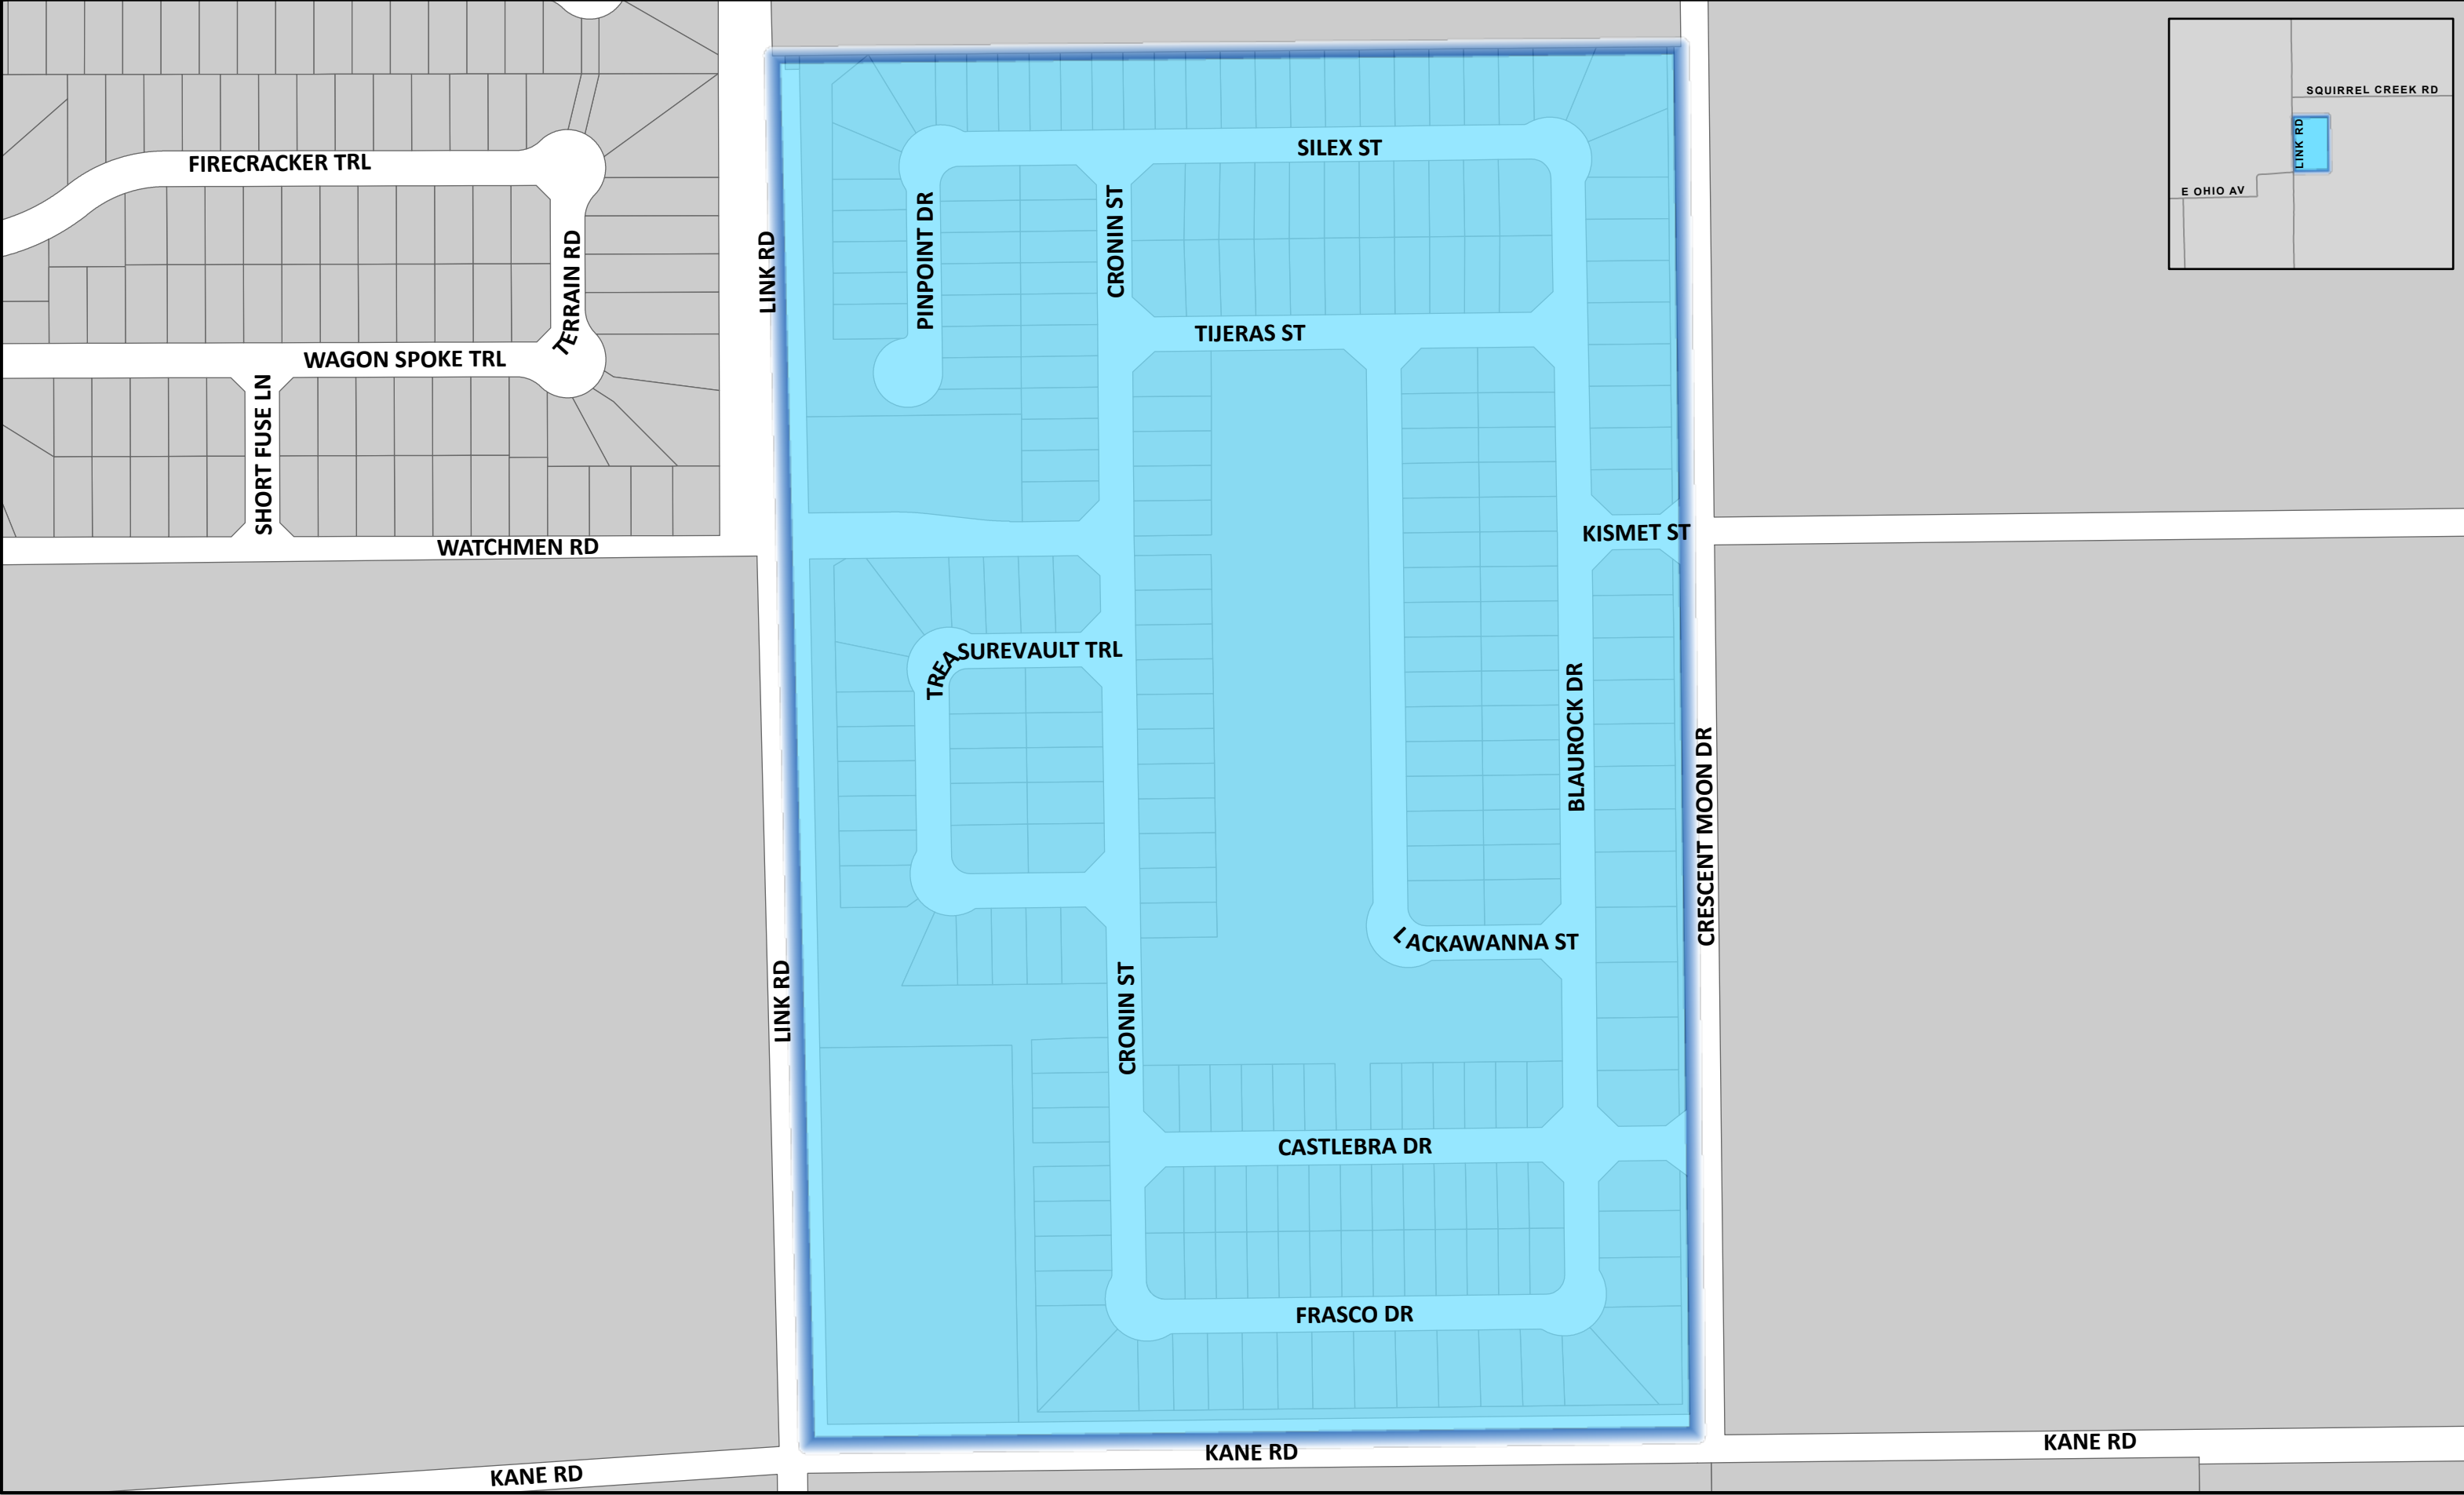 SQUIRREL CREEK RD
LINK RD
E OHIO AV
SILEX ST
FIRECRACKER TRL
PINPOINT DR
CRONIN ST
TERRAIN RD
LINK RD
TIJERAS ST
WAGON SPOKE TRL
SHORT FUSE LN
KISMET ST
WATCHMEN RD
TREASUREVAULT TRL
BLAUROCK DR
CRESCENT MOON DR
LACKAWANNA ST
LINK RD
CRONIN ST
CASTLEBRA DR
FRASCO DR
KANE RD
KANE RD
KANE RD